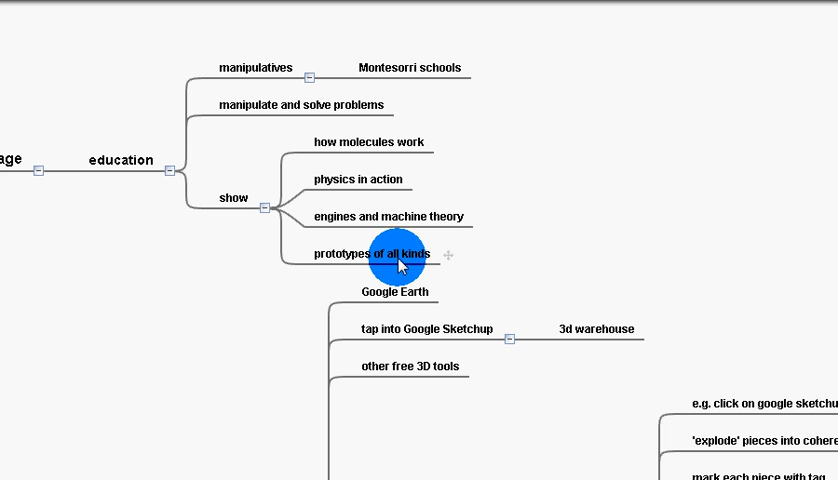 manipulatives
Montesorri schools
manipulate and solve problems
how molecules work
age
education
physics in action
show
engines and machine theory
prototypes of all kinds
Google Earth
tap into Google Sketchup
3d warehouse
other free 3D tools
e.g. click on google sketchu
'explode' pieces into cohere
mark each piece with tag